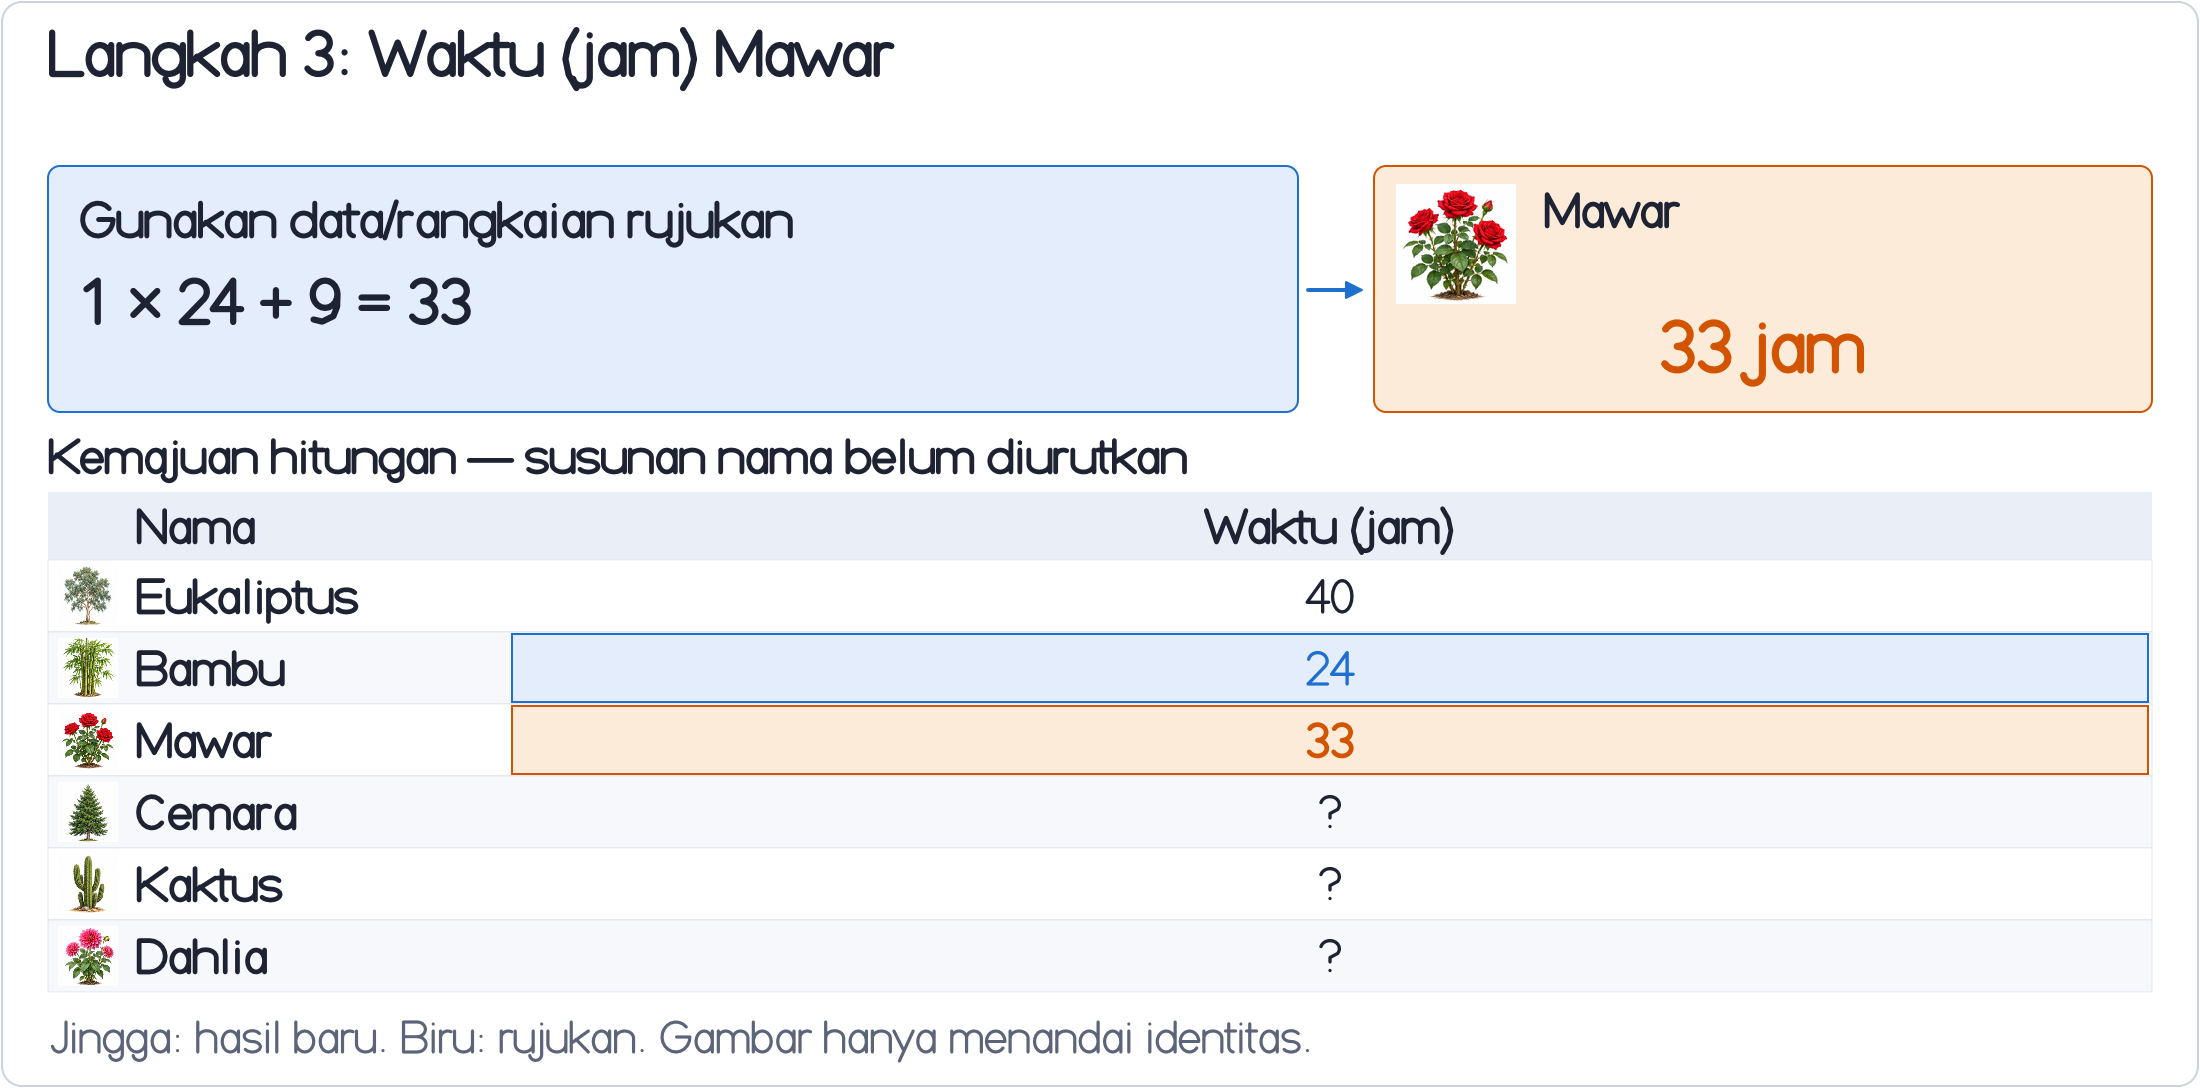 Langkah 3: Waktu (jam) Mawar
Gunakan data/rangkaian rujukan
1 × 24 + 9 = 33
Mawar
33 jam
Kemajuan hitungan — susunan nama belum diurutkan
Nama Waktu (jam)
Eukaliptus 40
Bambu 24
Mawar 33
Cemara ?
Kaktus ?
Dahlia ?
Jingga: hasil baru. Biru: rujukan. Gambar hanya menandai identitas.